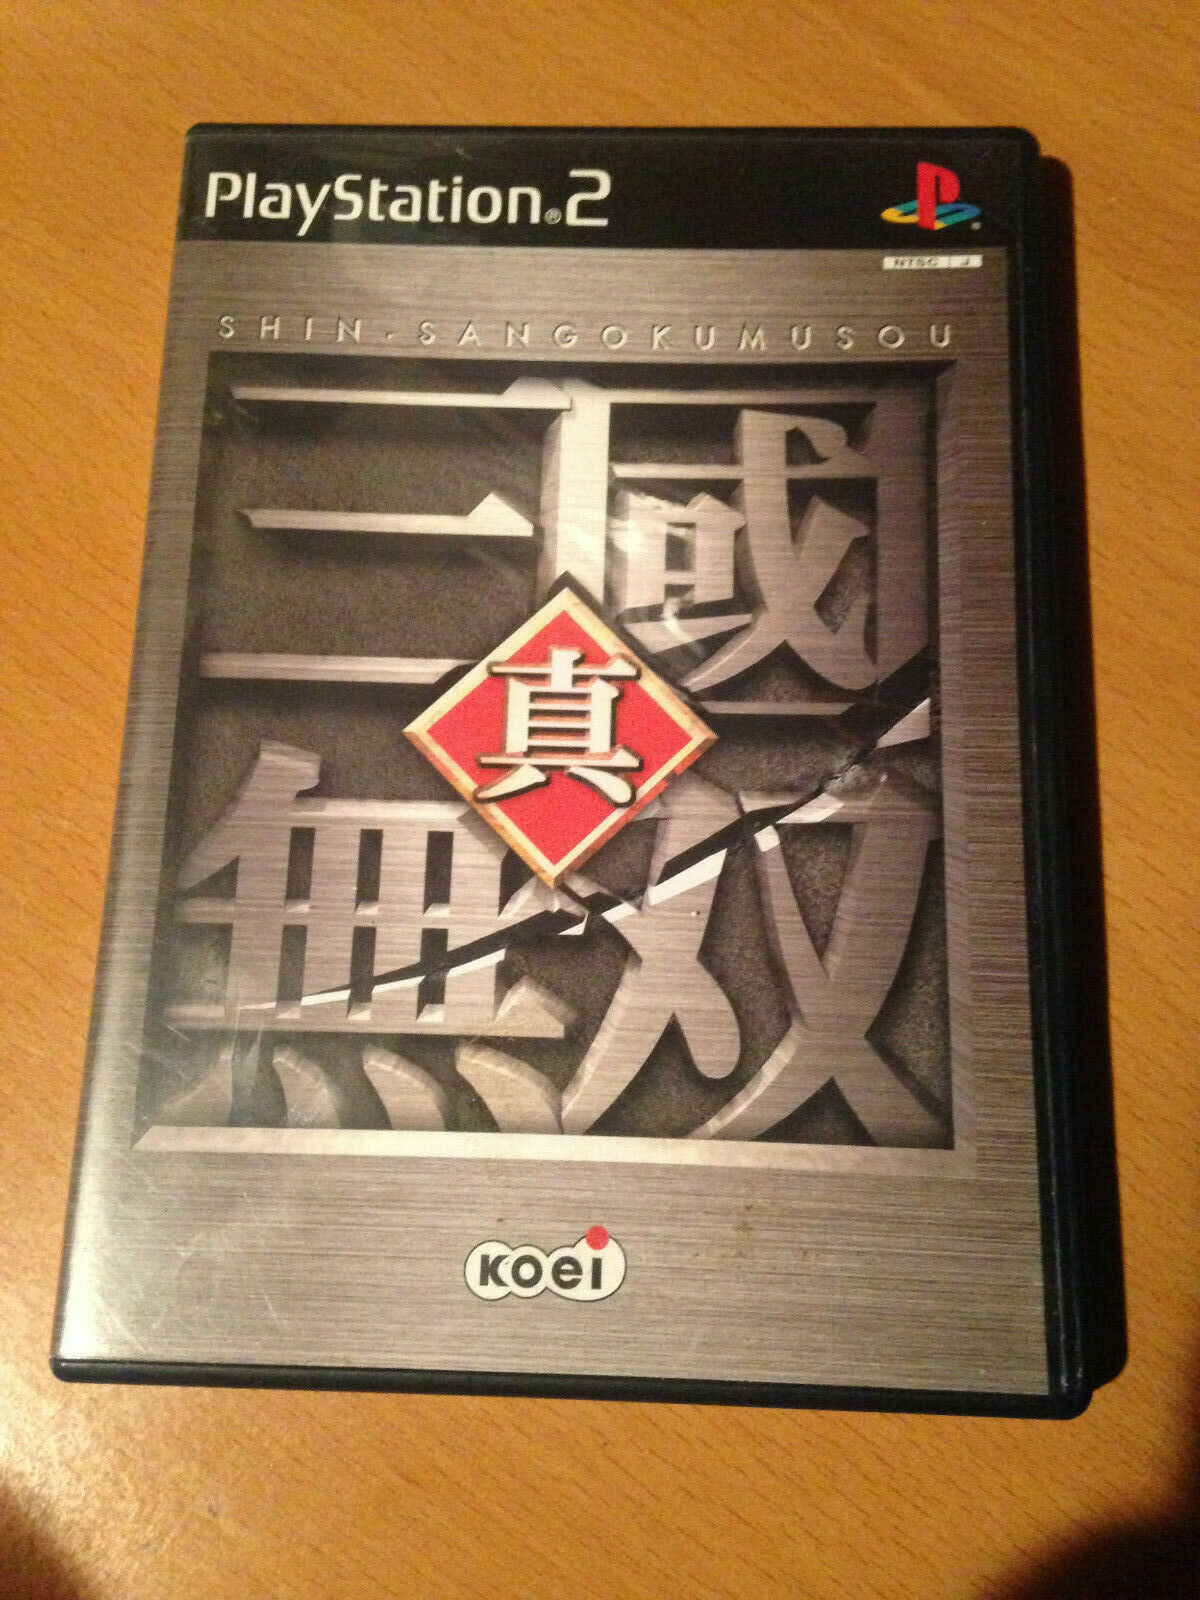 PlayStation®2
NTSC J
SHIN·SANGOKUMUSOU
三國
真
無双
KOEI